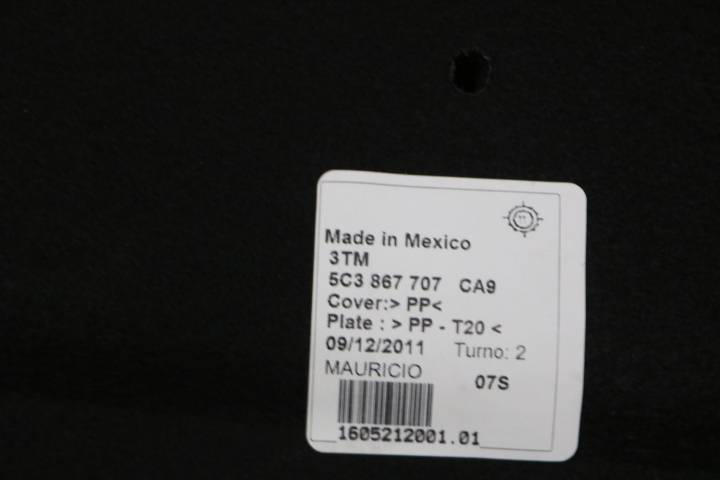 Made in Mexico
3TM
5C3 867 707 CA9
Cover:> PP<
Plate : > PP - T20 <
09/12/2011 Turno: 2
MAURICIO 07S
1605212001.01